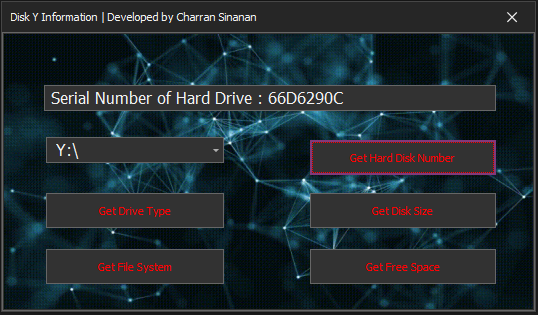 Disk Y Information | Developed by Charran Sinanan
Serial Number of Hard Drive : 66D6290C
Y:\
Get Hard Disk Number
Get Drive Type
Get Disk Size
Get File System
Get Free Space